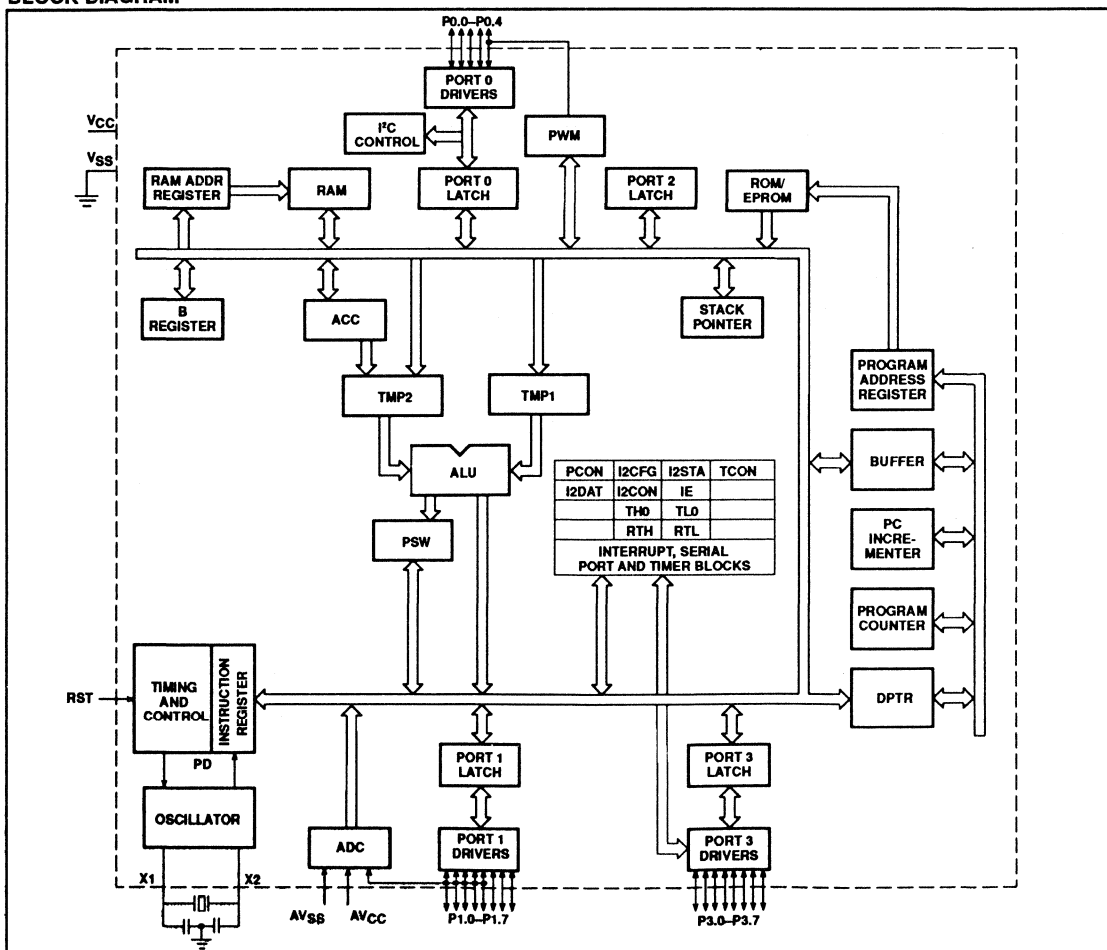 BLOCK DIAGRAM
P0.0–P0.4
PORT 0
DRIVERS
VCC
I²C
CONTROL
PWM
VSS
RAM ADDR
REGISTER
RAM
PORT 0
LATCH
PORT 2
LATCH
ROM/
EPROM
B
REGISTER
ACC
STACK
POINTER
PROGRAM
ADDRESS
REGISTER
TMP2
TMP1
BUFFER
ALU
PCON I2CFG I2STA TCON
I2DAT I2CON IE
TH0 TL0
RTH RTL
INTERRUPT, SERIAL
PORT AND TIMER BLOCKS
PSW
PC
INCRE-
MENTER
PROGRAM
COUNTER
RST
TIMING
AND
CONTROL
INSTRUCTION
REGISTER
DPTR
PD
PORT 1
LATCH
PORT 3
LATCH
OSCILLATOR
ADC
PORT 1
DRIVERS
PORT 3
DRIVERS
X1
X2
AVSS
AVCC
P1.0–P1.7
P3.0–P3.7